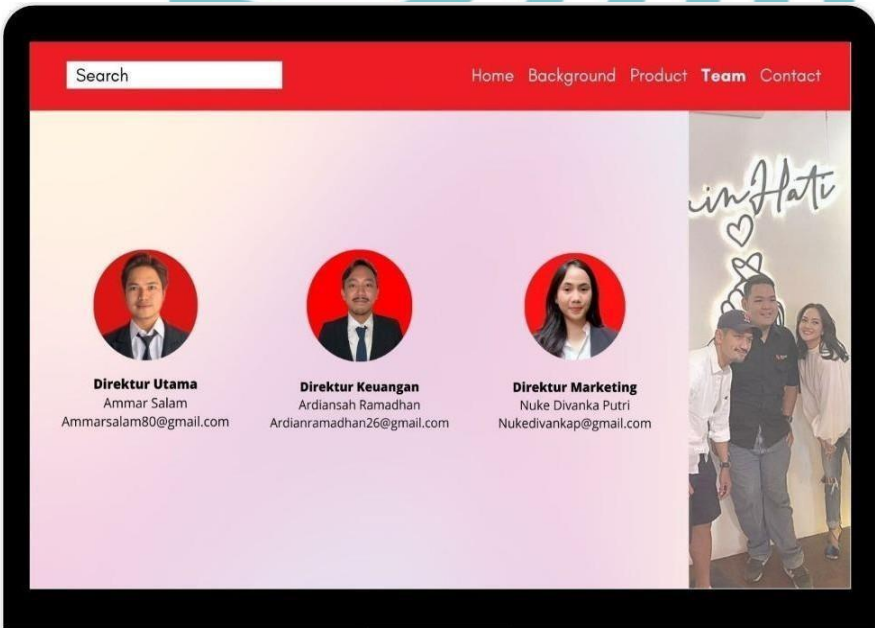 Search
Home Background Product Team Contact
Direktur Utama
Ammar Salam
Ammarsalam80@gmail.com
Direktur Keuangan
Ardiansah Ramadhan
Ardianramadhan26@gmail.com
Direktur Marketing
Nuke Divanka Putri
Nukedivankap@gmail.com
Hati